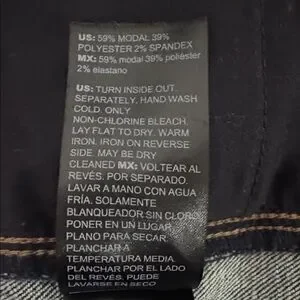 US: 59% MODAL 39%
POLYESTER 2% SPANDEX
MX: 59% modal 39% poliéster
2% elastano
US: TURN INSIDE OUT.
SEPARATELY. HAND WASH
COLD. ONLY
NON-CHLORINE BLEACH.
LAY FLAT TO DRY. WARM
IRON. IRON ON REVERSE
SIDE. MAY BE DRY
CLEANED MX: VOLTEAR AL
REVÉS. POR SEPARADO.
LAVAR A MANO CON AGUA
FRÍA. SOLAMENTE
BLANQUEADOR SIN CLORO.
PONER EN UN LUGAR
PLANO PARA SECAR.
PLANCHAR A
TEMPERATURA MEDIA.
PLANCHAR POR EL LADO
DEL REVÉS. PUEDE
LAVARSE EN SECO